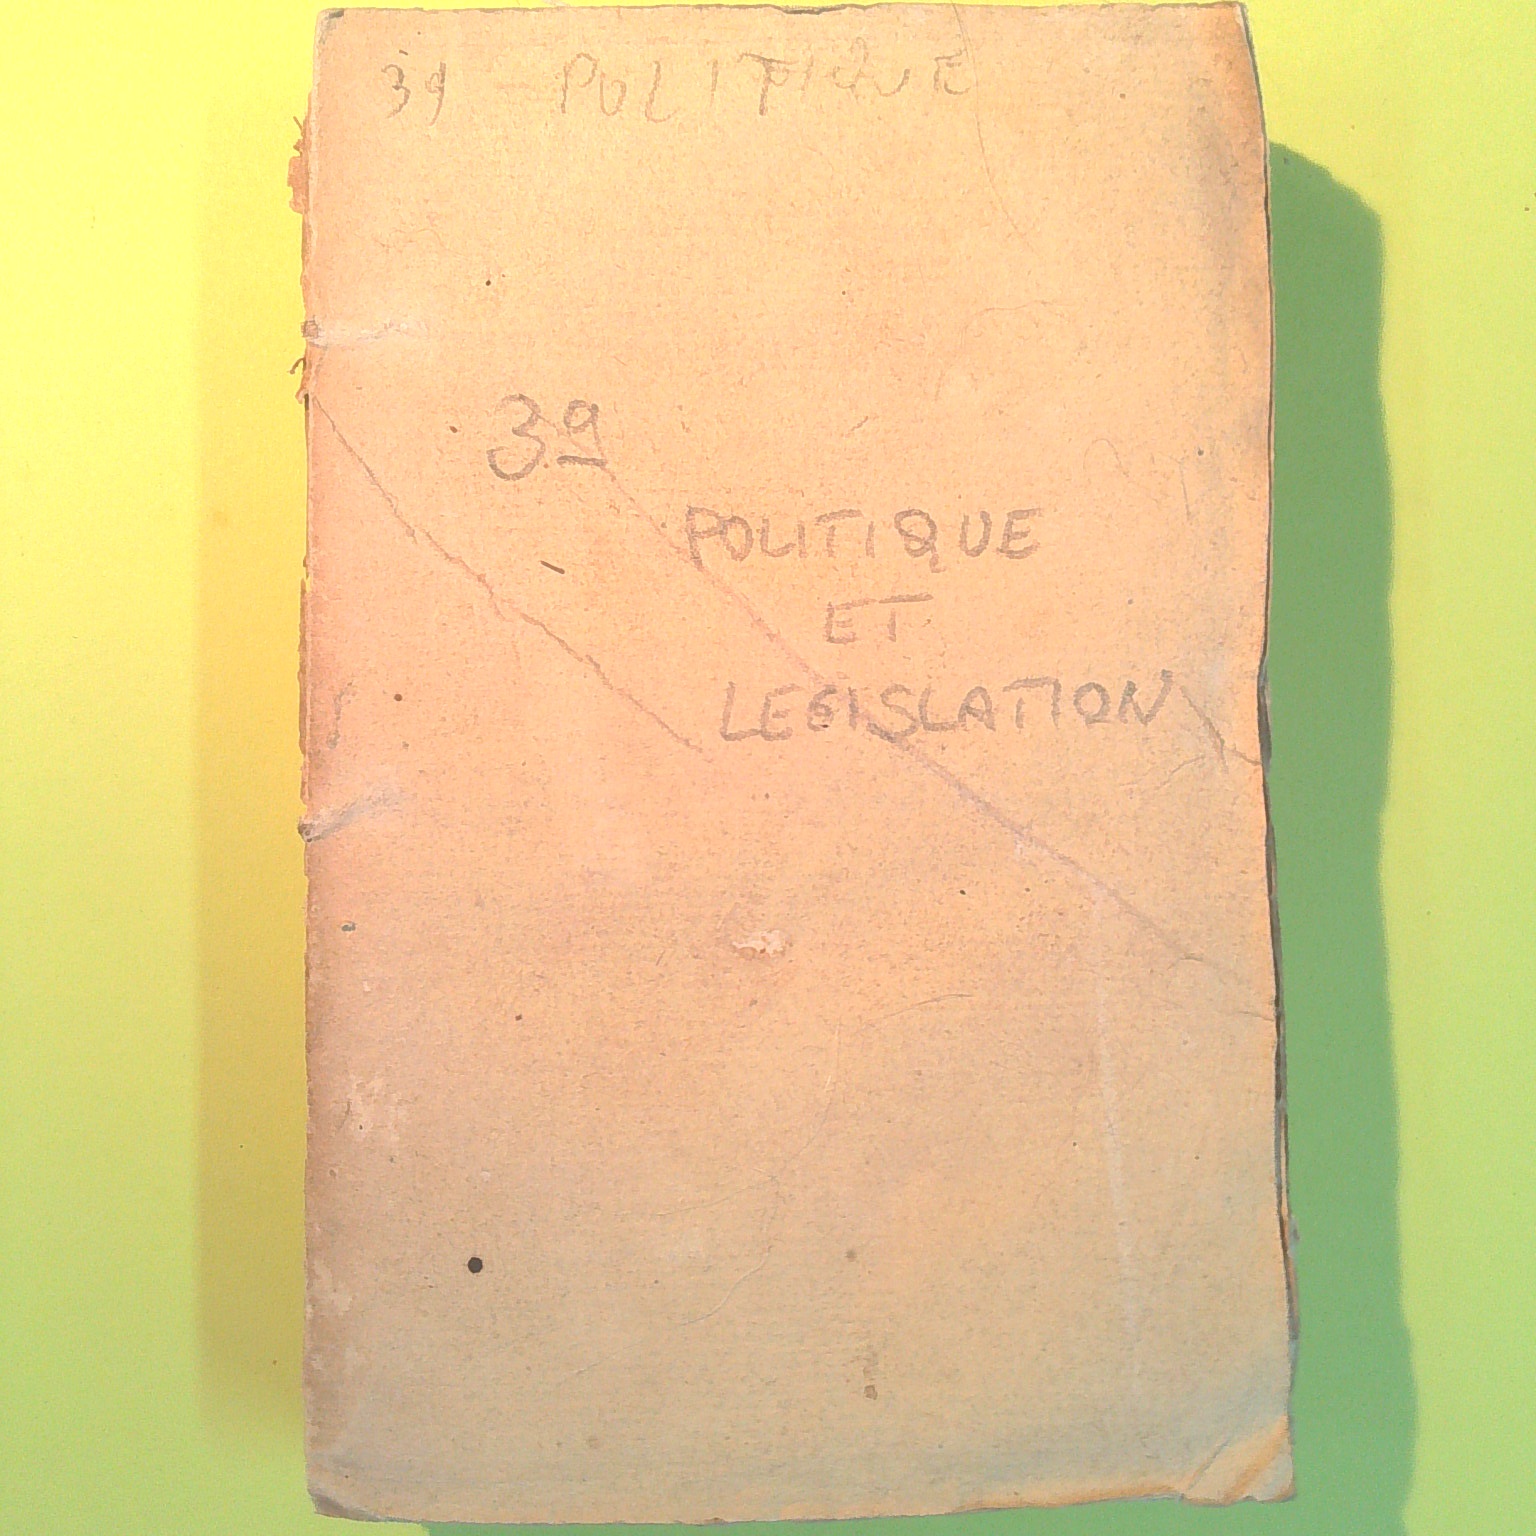 39 - POLITIQUE
39
POLITIQUE
ET
LEGISLATION